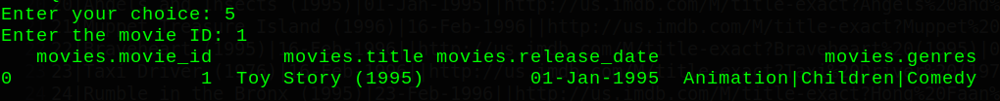 Enter your choice: 5
Enter the movie ID: 1
movies.movie_id movies.title movies.release_date movies.genres
0 1 Toy Story (1995) 01-Jan-1995 Animation|Children|Comedy